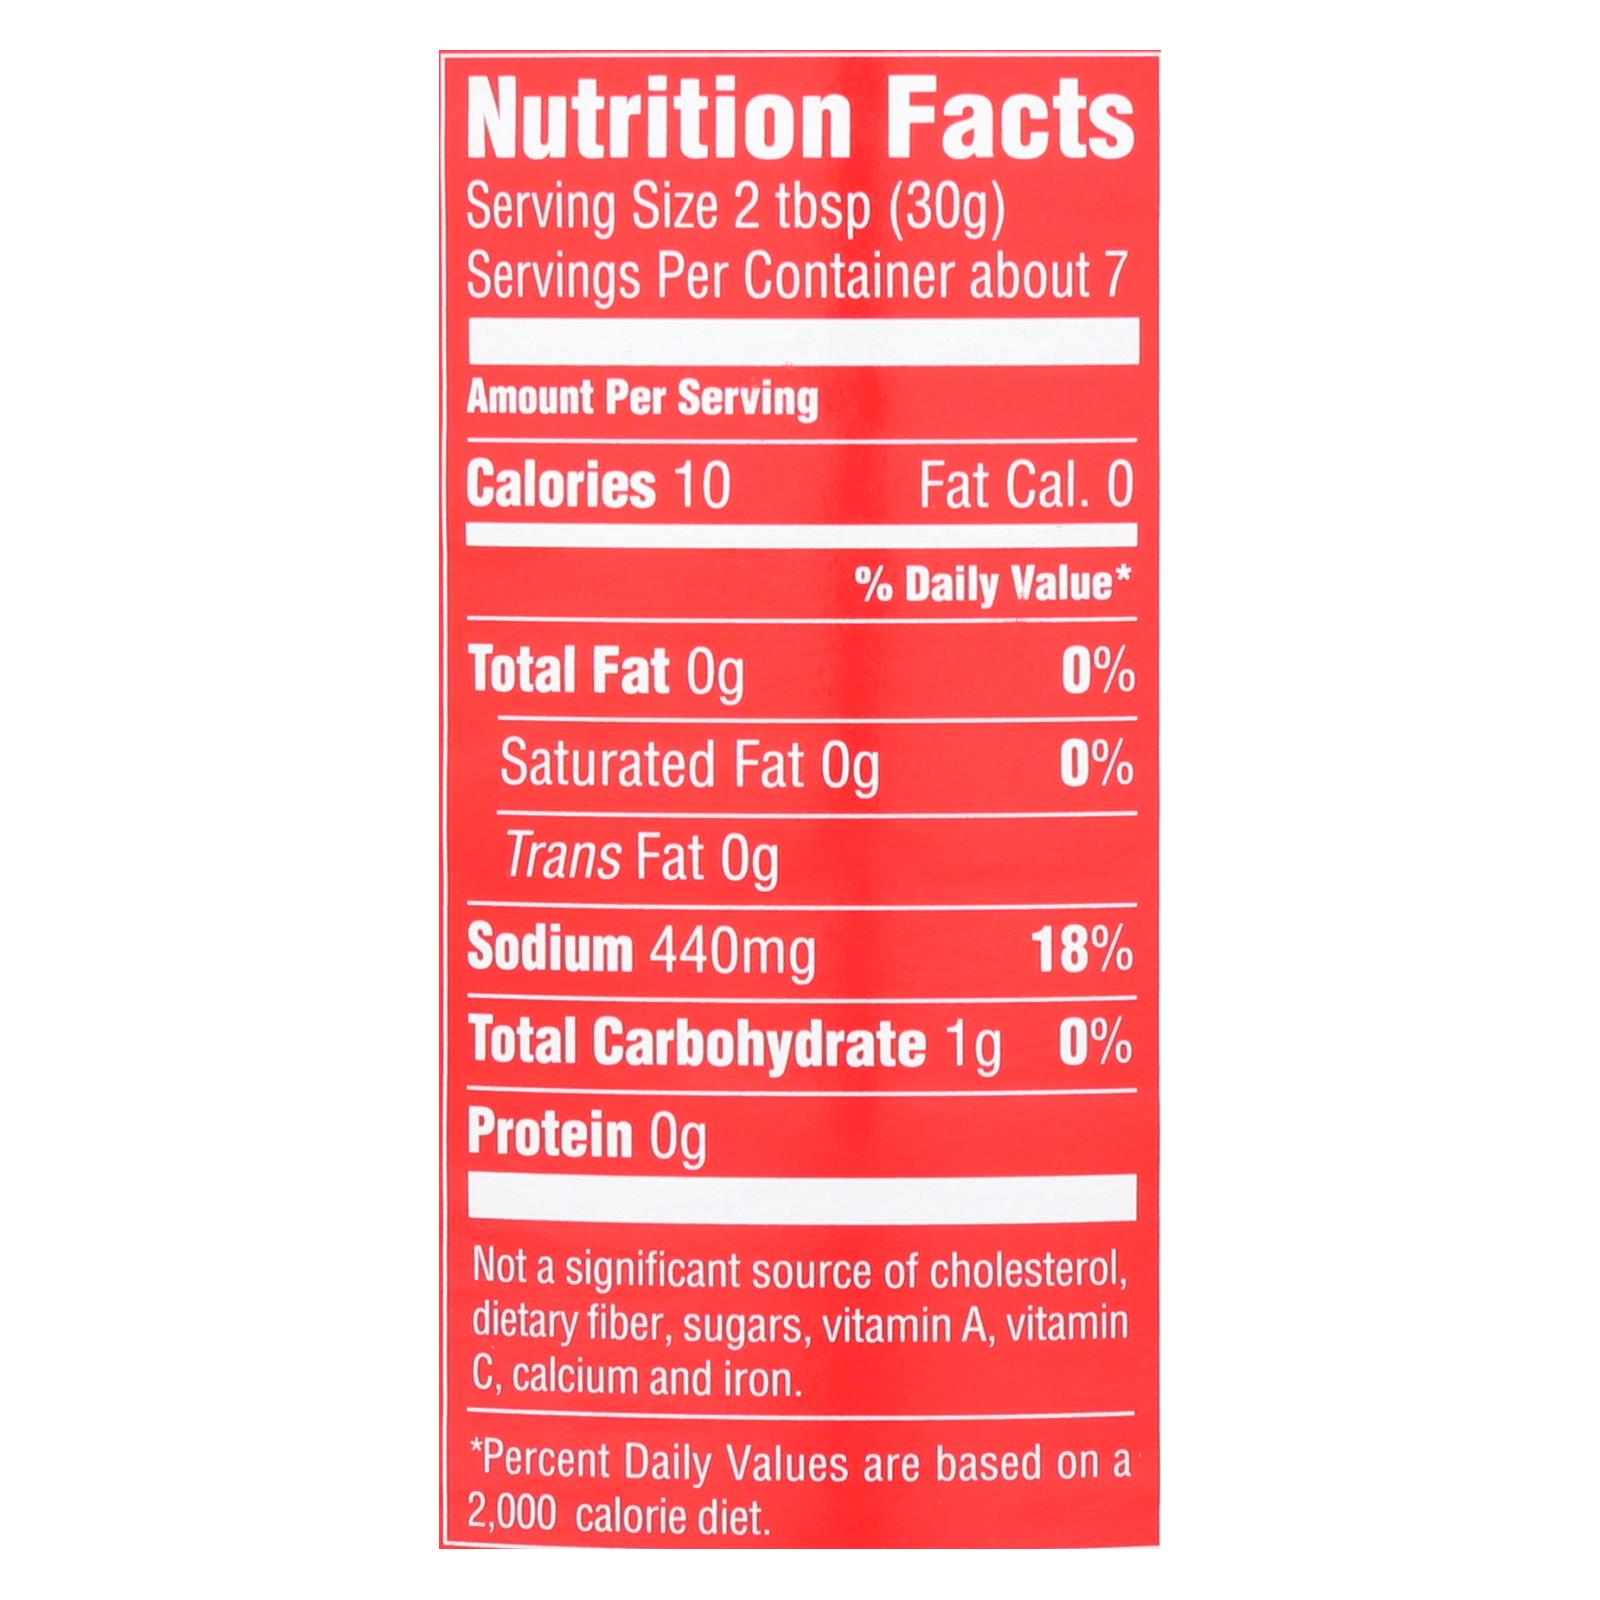 Nutrition Facts
Serving Size 2 tbsp (30g)
Servings Per Container about 7
Amount Per Serving
Calories 10 Fat Cal. 0
% Daily Value*
Total Fat 0g 0%
Saturated Fat 0g 0%
Trans Fat 0g
Sodium 440mg 18%
Total Carbohydrate 1g 0%
Protein 0g
Not a significant source of cholesterol,
dietary fiber, sugars, vitamin A, vitamin
C, calcium and iron.
*Percent Daily Values are based on a
2,000 calorie diet.